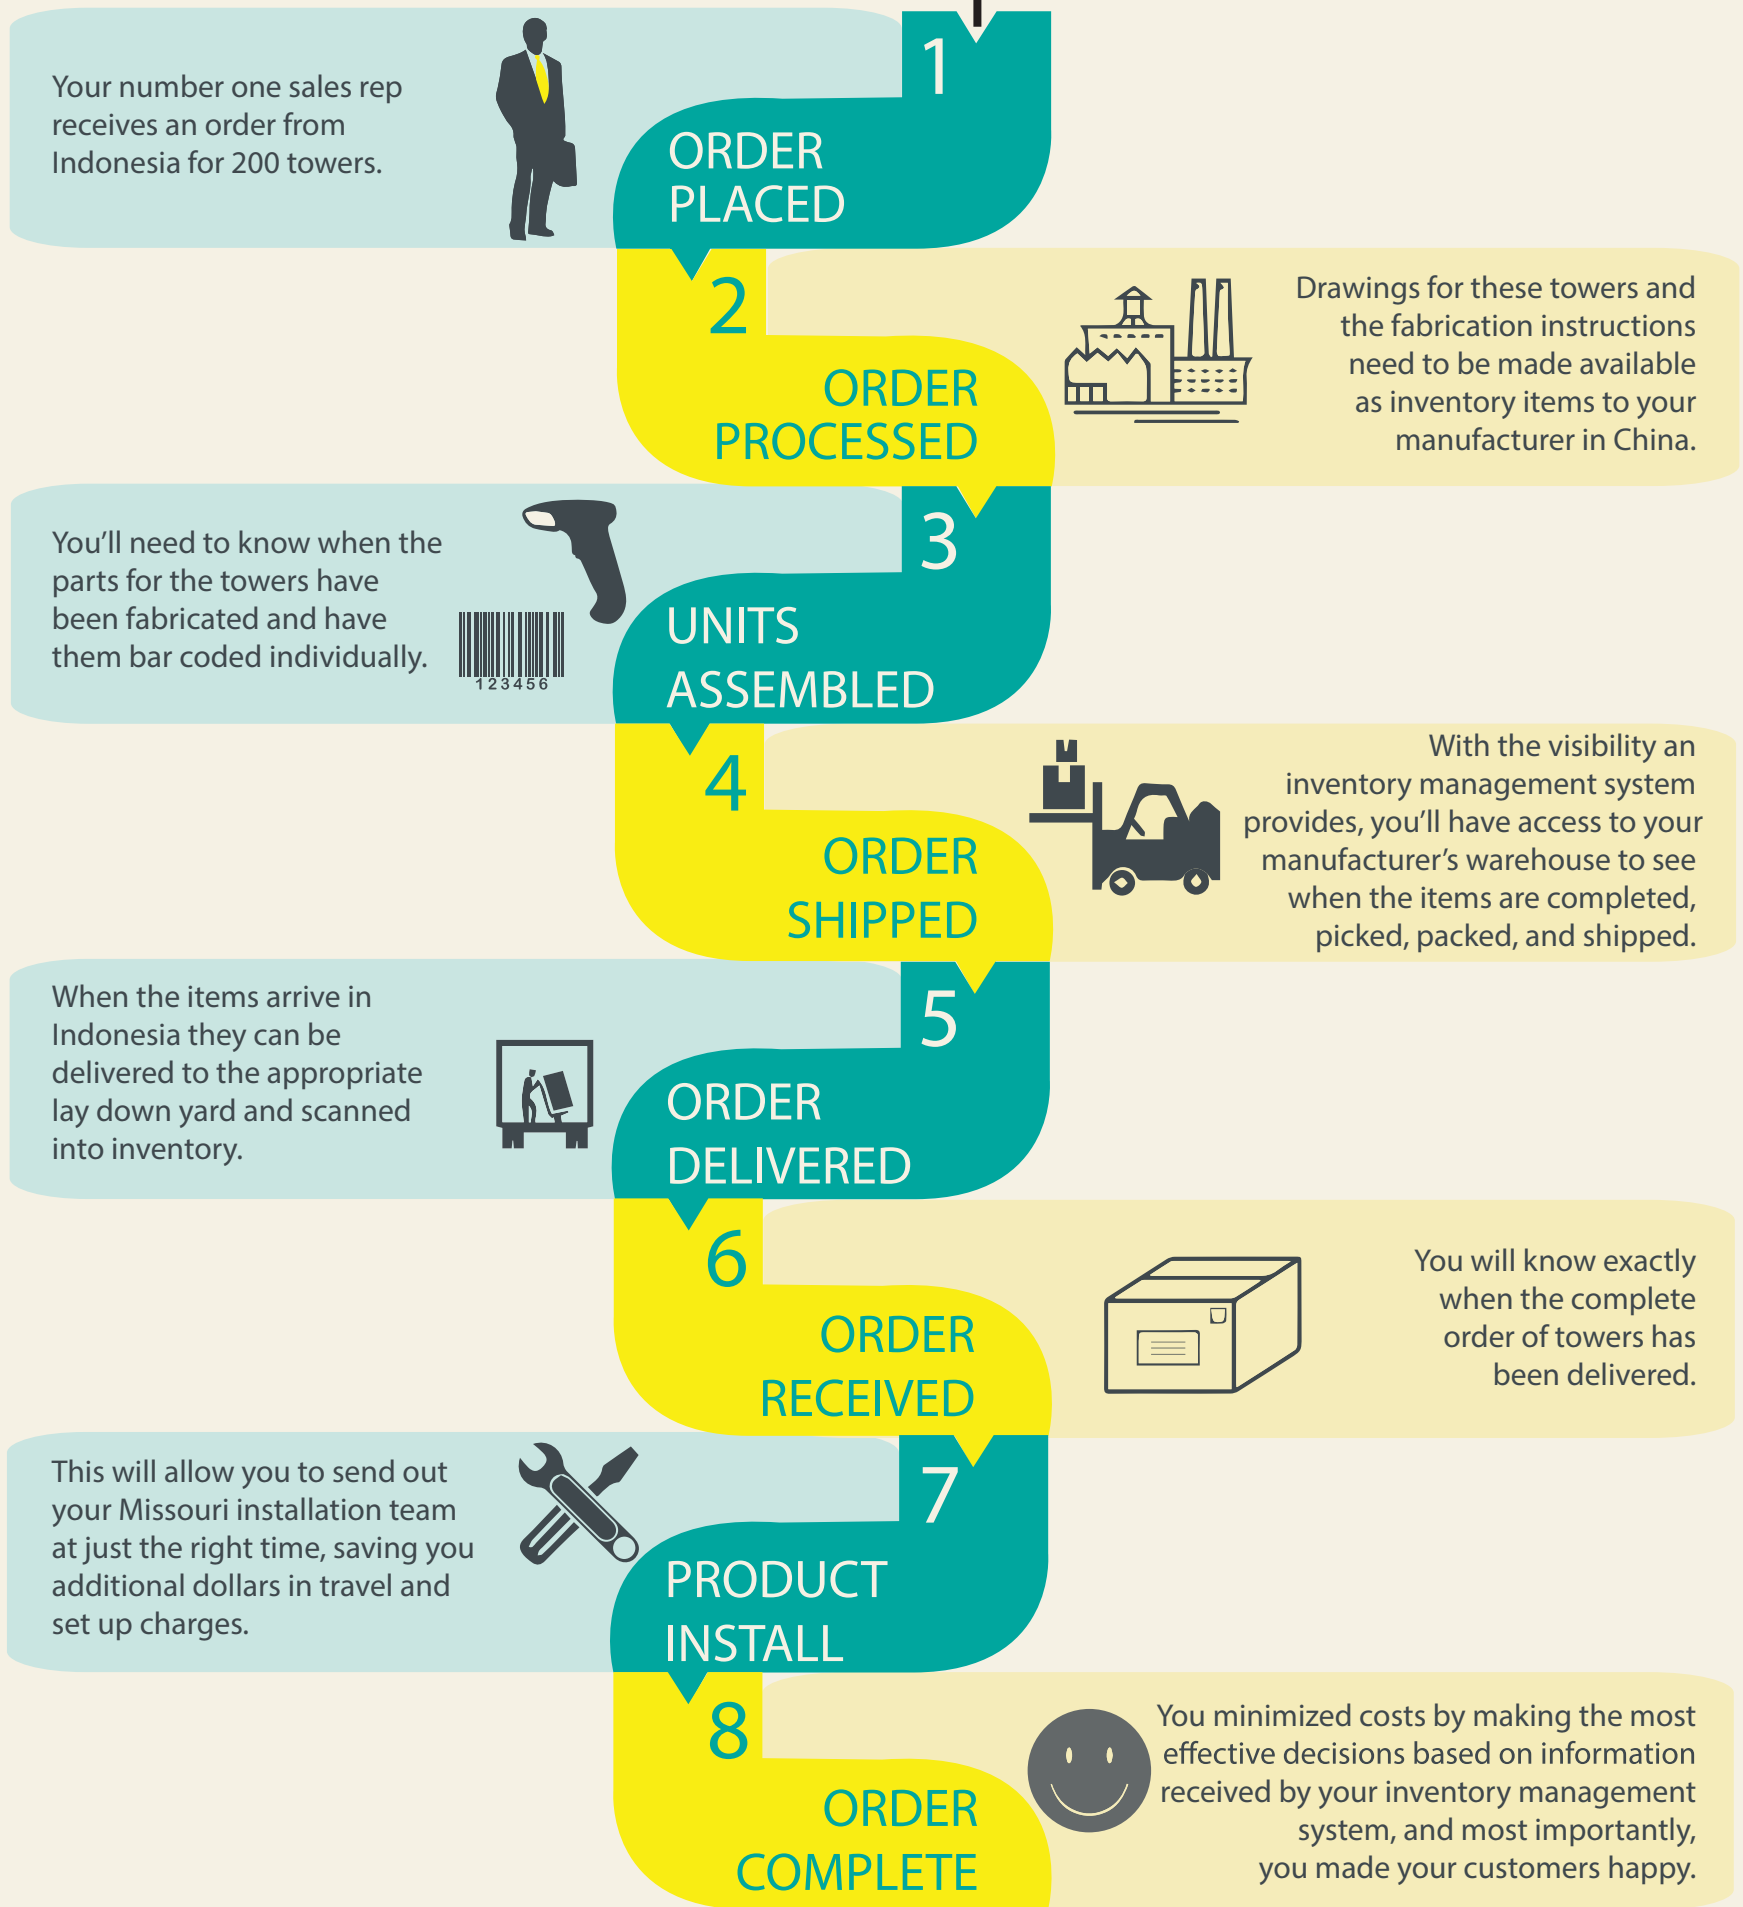 1
ORDER
PLACED
Your number one sales rep
receives an order from
Indonesia for 200 towers.
2
ORDER
PROCESSED
Drawings for these towers and
the fabrication instructions
need to be made available
as inventory items to your
manufacturer in China.
3
UNITS
ASSEMBLED
You’ll need to know when the
parts for the towers have
been fabricated and have
them bar coded individually.
123456
4
ORDER
SHIPPED
With the visibility an
inventory management system
provides, you’ll have access to your
manufacturer’s warehouse to see
when the items are completed,
picked, packed, and shipped.
5
ORDER
DELIVERED
When the items arrive in
Indonesia they can be
delivered to the appropriate
lay down yard and scanned
into inventory.
6
ORDER
RECEIVED
You will know exactly
when the complete
order of towers has
been delivered.
7
PRODUCT
INSTALL
This will allow you to send out
your Missouri installation team
at just the right time, saving you
additional dollars in travel and
set up charges.
8
ORDER
COMPLETE
You minimized costs by making the most
effective decisions based on information
received by your inventory management
system, and most importantly,
you made your customers happy.